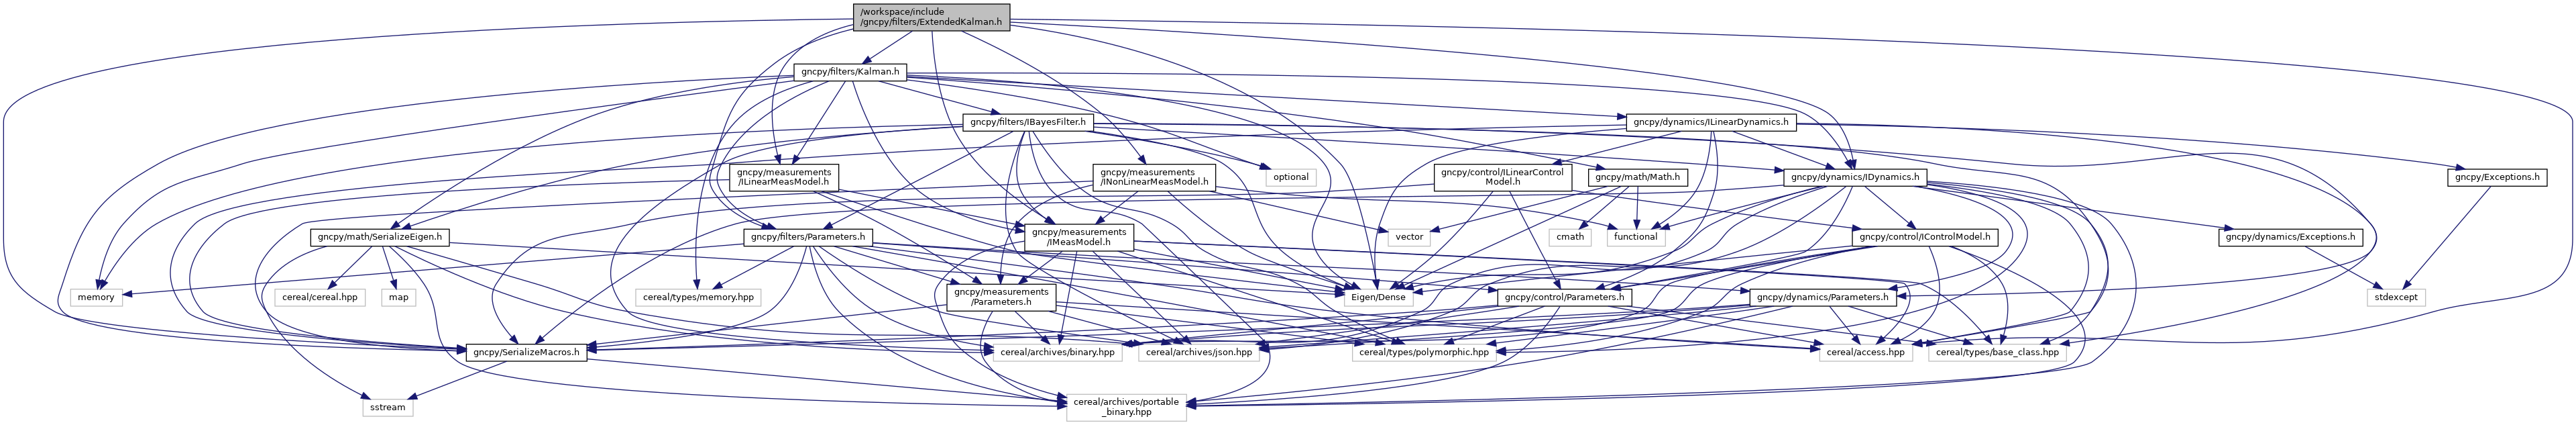 /workspace/include
/gncpy/filters/ExtendedKalman.h
gncpy/filters/Kalman.h
gncpy/filters/IBayesFilter.h
gncpy/dynamics/ILinearDynamics.h
gncpy/measurements
/ILinearMeasModel.h
gncpy/measurements
/INonLinearMeasModel.h
optional
gncpy/control/ILinearControl
Model.h
gncpy/math/Math.h
gncpy/dynamics/IDynamics.h
gncpy/Exceptions.h
gncpy/math/SerializeEigen.h
gncpy/filters/Parameters.h
gncpy/measurements
/IMeasModel.h
vector
cmath
functional
gncpy/control/IControlModel.h
gncpy/dynamics/Exceptions.h
memory
cereal/cereal.hpp
map
cereal/types/memory.hpp
gncpy/measurements
/Parameters.h
Eigen/Dense
gncpy/control/Parameters.h
gncpy/dynamics/Parameters.h
stdexcept
gncpy/SerializeMacros.h
cereal/archives/binary.hpp
cereal/archives/json.hpp
cereal/types/polymorphic.hpp
cereal/access.hpp
cereal/types/base_class.hpp
sstream
cereal/archives/portable
_binary.hpp